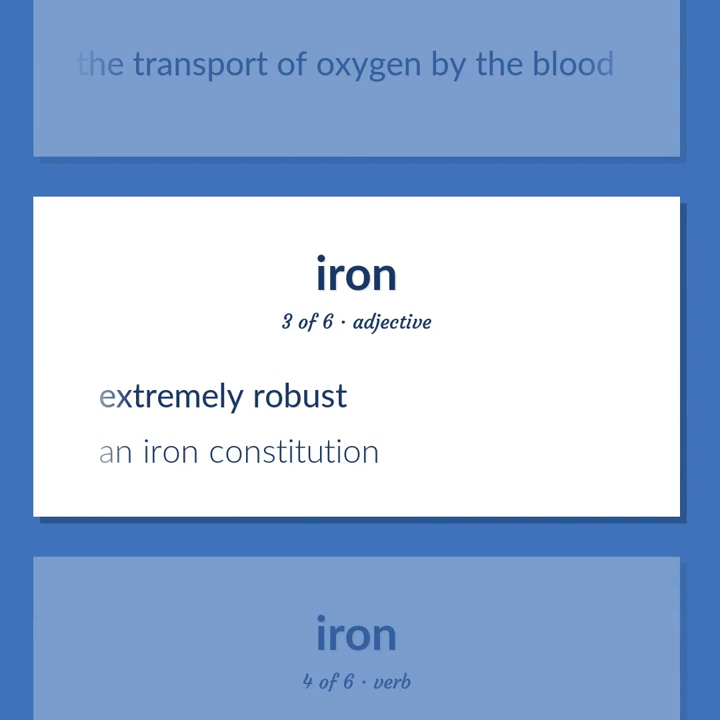 the transport of oxygen by the blood
iron
3 of 6 · adjective
extremely robust
an iron constitution
iron
4 of 6 · verb